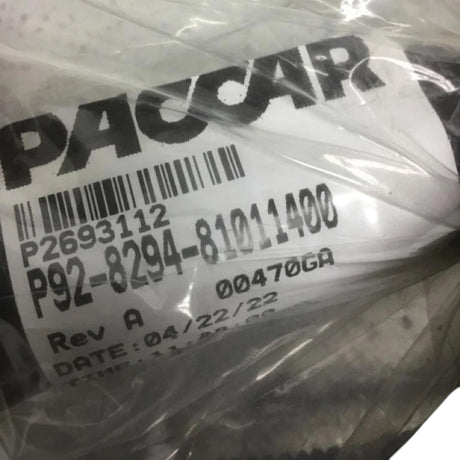 PACCAR
P2693112
P92-8294-81011400
Rev A 00470GA
DATE:04/22/22